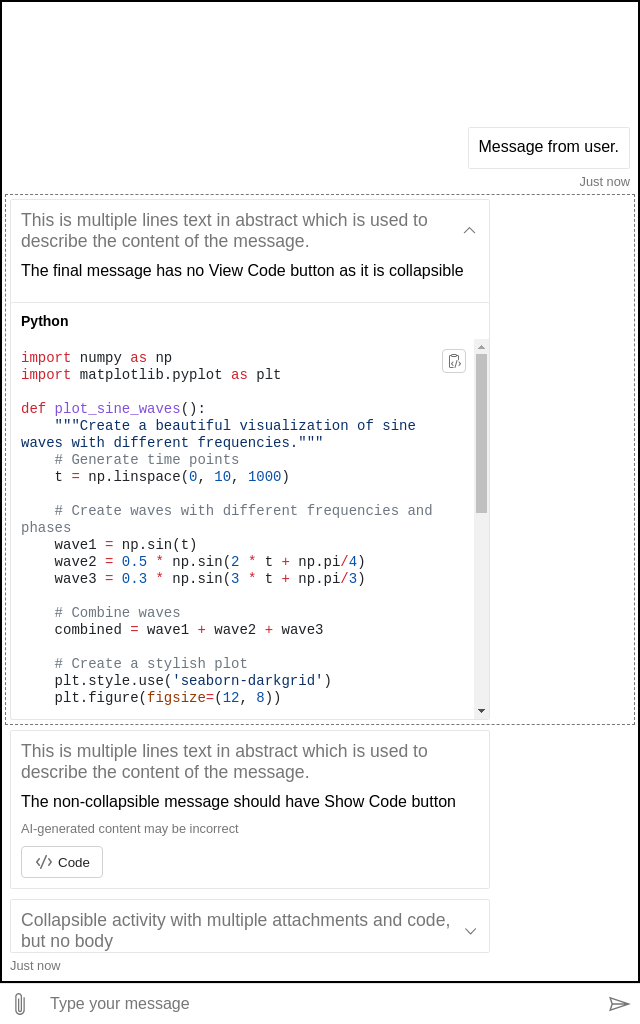 Message from user.
Just now
This is multiple lines text in abstract which is used to
describe the content of the message.
The final message has no View Code button as it is collapsible
Python
import numpy as np
import matplotlib.pyplot as plt
def plot_sine_waves():
    """Create a beautiful visualization of sine
waves with different frequencies."""
    # Generate time points
    t = np.linspace(0, 10, 1000)
    # Create waves with different frequencies and
phases
    wave1 = np.sin(t)
    wave2 = 0.5 * np.sin(2 * t + np.pi/4)
    wave3 = 0.3 * np.sin(3 * t + np.pi/3)
    # Combine waves
    combined = wave1 + wave2 + wave3
    # Create a stylish plot
    plt.style.use('seaborn-darkgrid')
    plt.figure(figsize=(12, 8))
This is multiple lines text in abstract which is used to
describe the content of the message.
The non-collapsible message should have Show Code button
AI-generated content may be incorrect
Code
Collapsible activity with multiple attachments and code,
but no body
Just now
Type your message